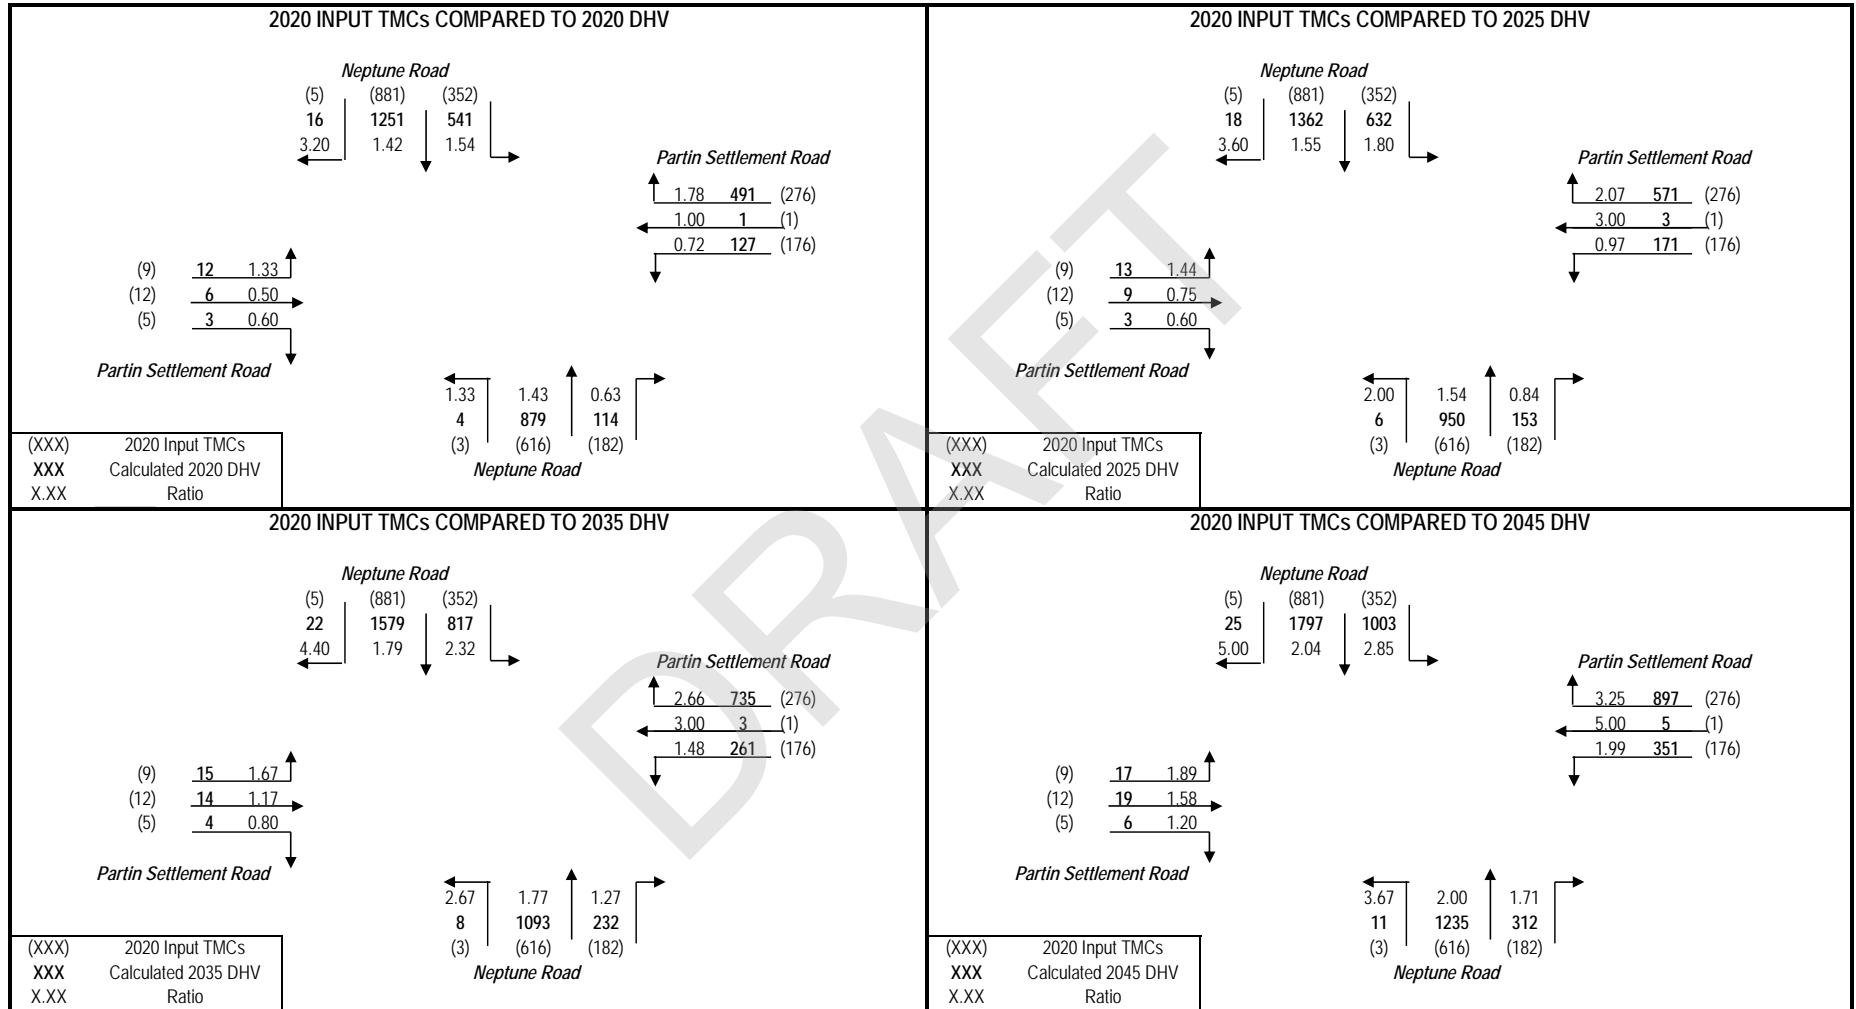 2020 INPUT TMCs COMPARED TO 2020 DHV
Neptune Road
(5) (881) (352)
16 1251 541
3.20 1.42 1.54
Partin Settlement Road
1.78 491 (276)
1.00 1 (1)
0.72 127 (176)
(9) 12 1.33
(12) 6 0.50
(5) 3 0.60
Partin Settlement Road
1.33 1.43 0.63
4 879 114
(3) (616) (182)
Neptune Road
(XXX) 2020 Input TMCs
XXX Calculated 2020 DHV
X.XX Ratio
2020 INPUT TMCs COMPARED TO 2025 DHV
Neptune Road
(5) (881) (352)
18 1362 632
3.60 1.55 1.80
Partin Settlement Road
2.07 571 (276)
3.00 3 (1)
0.97 171 (176)
(9) 13 1.44
(12) 9 0.75
(5) 3 0.60
Partin Settlement Road
2.00 1.54 0.84
6 950 153
(3) (616) (182)
Neptune Road
(XXX) 2020 Input TMCs
XXX Calculated 2025 DHV
X.XX Ratio
2020 INPUT TMCs COMPARED TO 2035 DHV
Neptune Road
(5) (881) (352)
22 1579 817
4.40 1.79 2.32
Partin Settlement Road
2.66 735 (276)
3.00 3 (1)
1.48 261 (176)
(9) 15 1.67
(12) 14 1.17
(5) 4 0.80
Partin Settlement Road
2.67 1.77 1.27
8 1093 232
(3) (616) (182)
Neptune Road
(XXX) 2020 Input TMCs
XXX Calculated 2035 DHV
X.XX Ratio
2020 INPUT TMCs COMPARED TO 2045 DHV
Neptune Road
(5) (881) (352)
25 1797 1003
5.00 2.04 2.85
Partin Settlement Road
3.25 897 (276)
5.00 5 (1)
1.99 351 (176)
(9) 17 1.89
(12) 19 1.58
(5) 6 1.20
Partin Settlement Road
3.67 2.00 1.71
11 1235 312
(3) (616) (182)
Neptune Road
(XXX) 2020 Input TMCs
XXX Calculated 2045 DHV
X.XX Ratio
DRAFT